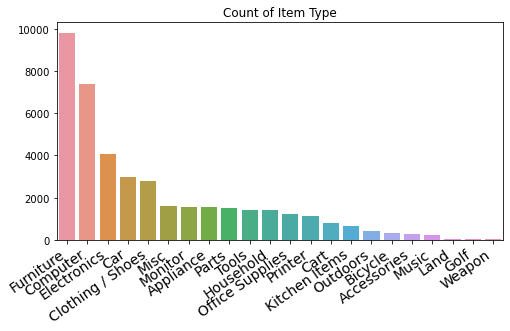 Count of Item Type
10000
8000
6000
4000
2000
0
Furniture
Computer
Electronics
Car
Clothing / Shoes
Misc
Monitor
Appliance
Parts
Tools
Household
Office Supplies
Printer
Cart
Kitchen Items
Outdoors
Bicycle
Accessories
Music
Land
Golf
Weapon